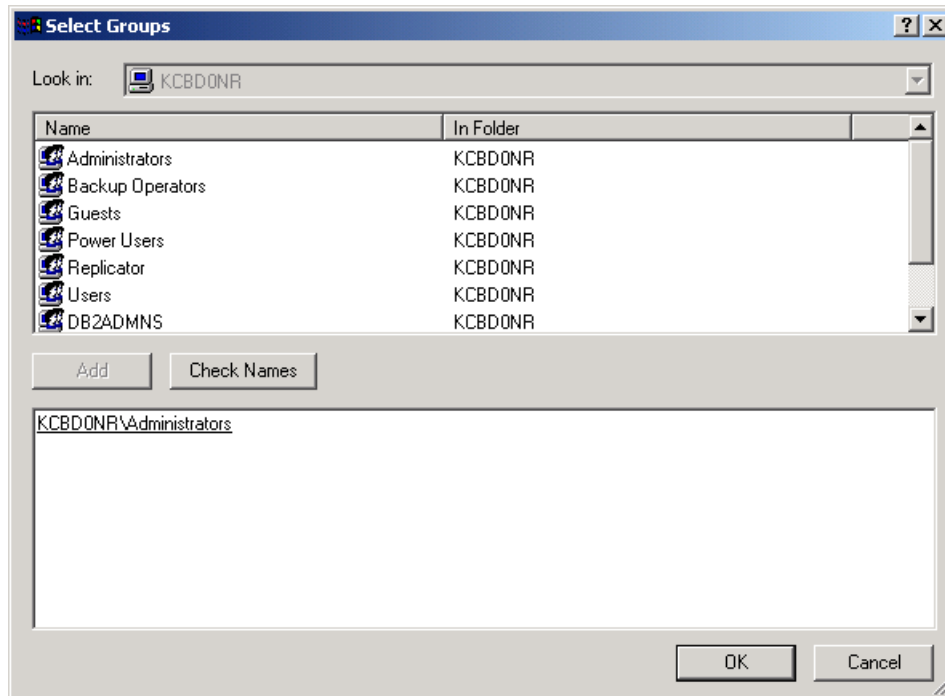 Select Groups
Look in: KCBD0NR
Name In Folder
Administrators KCBD0NR
Backup Operators KCBD0NR
Guests KCBD0NR
Power Users KCBD0NR
Replicator KCBD0NR
Users KCBD0NR
DB2ADMNS KCBD0NR
Add Check Names
KCBD0NR\Administrators
OK Cancel